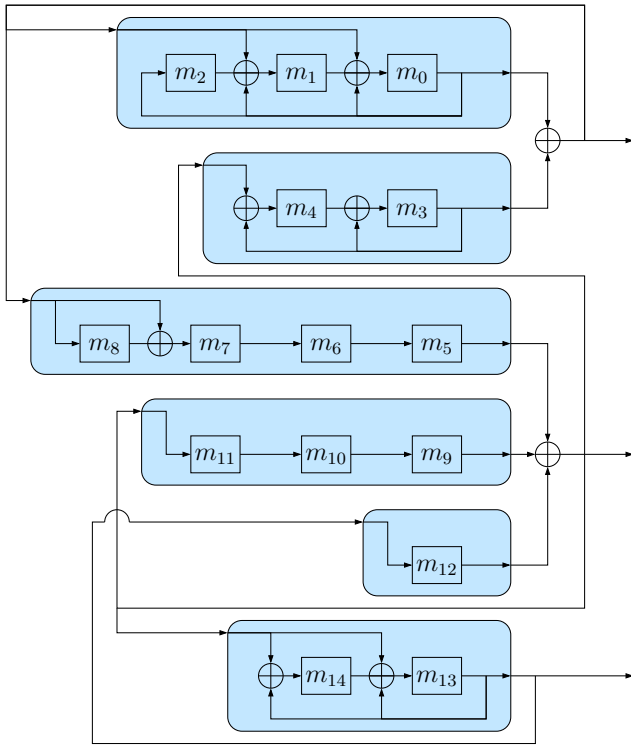 m₂ m₁ m₀
m₄ m₃
m₈ m₇ m₆ m₅
m₁₁ m₁₀ m₉
m₁₂
m₁₄ m₁₃